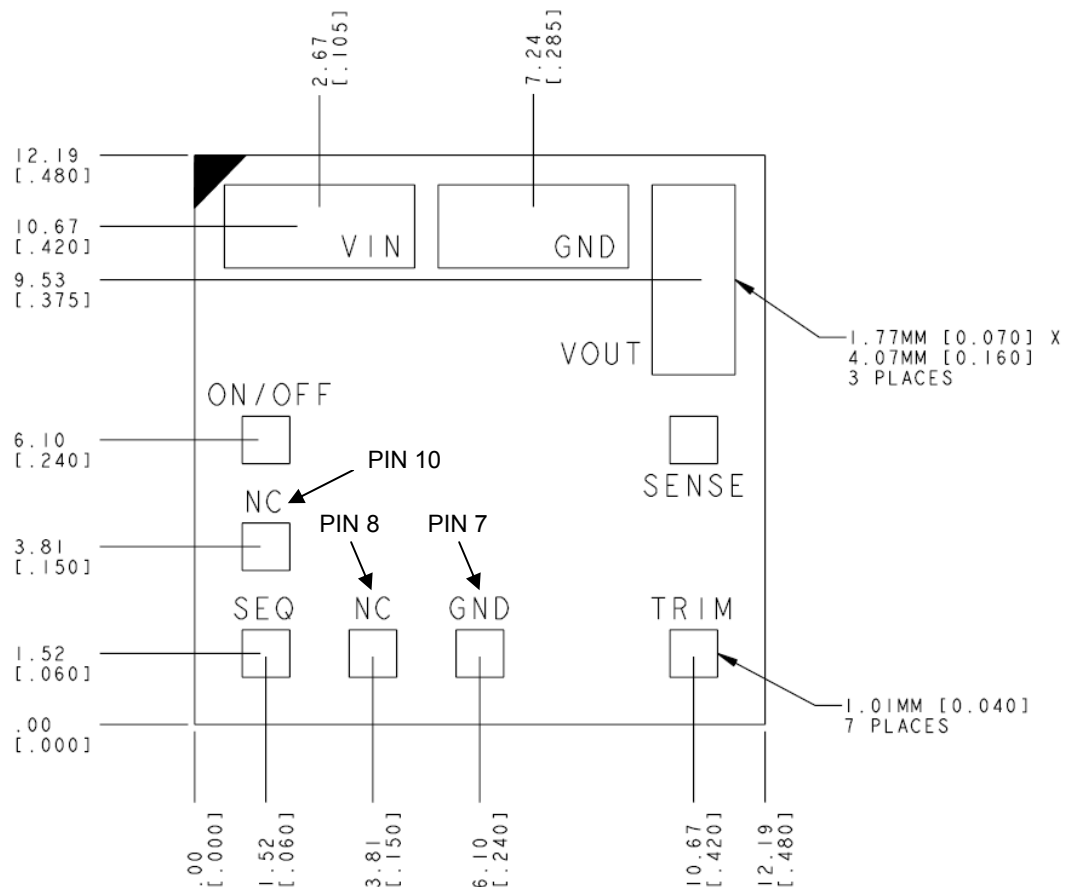 2.67
[.105]
7.24
[.285]
12.19
[.480]
10.67
[.420]
VIN
GND
9.53
[.375]
1.77MM [0.070] X
4.07MM [0.160]
3 PLACES
VOUT
ON/OFF
6.10
[.240]
PIN 10
SENSE
NC
PIN 8
PIN 7
3.81
[.150]
SEQ
NC
GND
TRIM
1.52
[.060]
1.01MM [0.040]
7 PLACES
.00
[.000]
.00
[.000]
1.52
[.060]
3.81
[.150]
6.10
[.240]
10.67
[.420]
12.19
[.480]